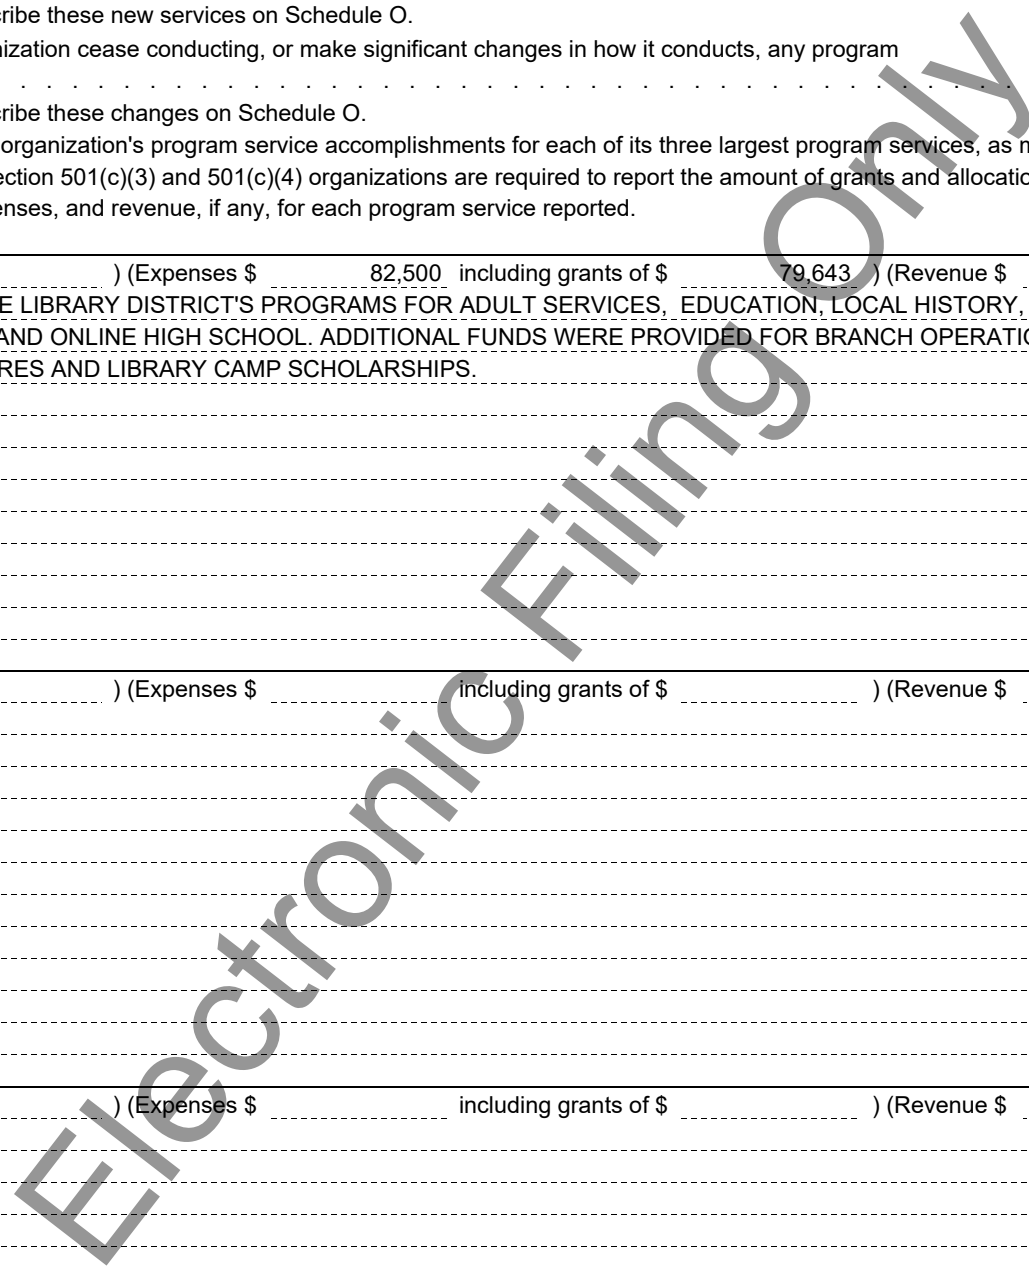 cribe these new services on Schedule O.
nization cease conducting, or make significant changes in how it conducts, any program
. . . . . . . . . . . . . . . . . . . . . . . . . . . . . . . . . . . . . . .
cribe these changes on Schedule O.
organization's program service accomplishments for each of its three largest program services, as m
ection 501(c)(3) and 501(c)(4) organizations are required to report the amount of grants and allocatio
enses, and revenue, if any, for each program service reported.
) (Expenses $ 82,500 including grants of $ 79,643 ) (Revenue $
E LIBRARY DISTRICT'S PROGRAMS FOR ADULT SERVICES, EDUCATION, LOCAL HISTORY,
AND ONLINE HIGH SCHOOL. ADDITIONAL FUNDS WERE PROVIDED FOR BRANCH OPERATIO
RES AND LIBRARY CAMP SCHOLARSHIPS.
) (Expenses $ including grants of $ ) (Revenue $
) (Expenses $ including grants of $ ) (Revenue $
Electronic Filing Only